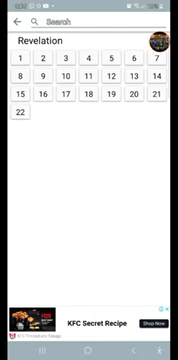 Search
Revelation
1 2 3 4 5 6 7
8 9 10 11 12 13 14
15 16 17 18 19 20 21
22
KFC Secret Recipe
Shop Now